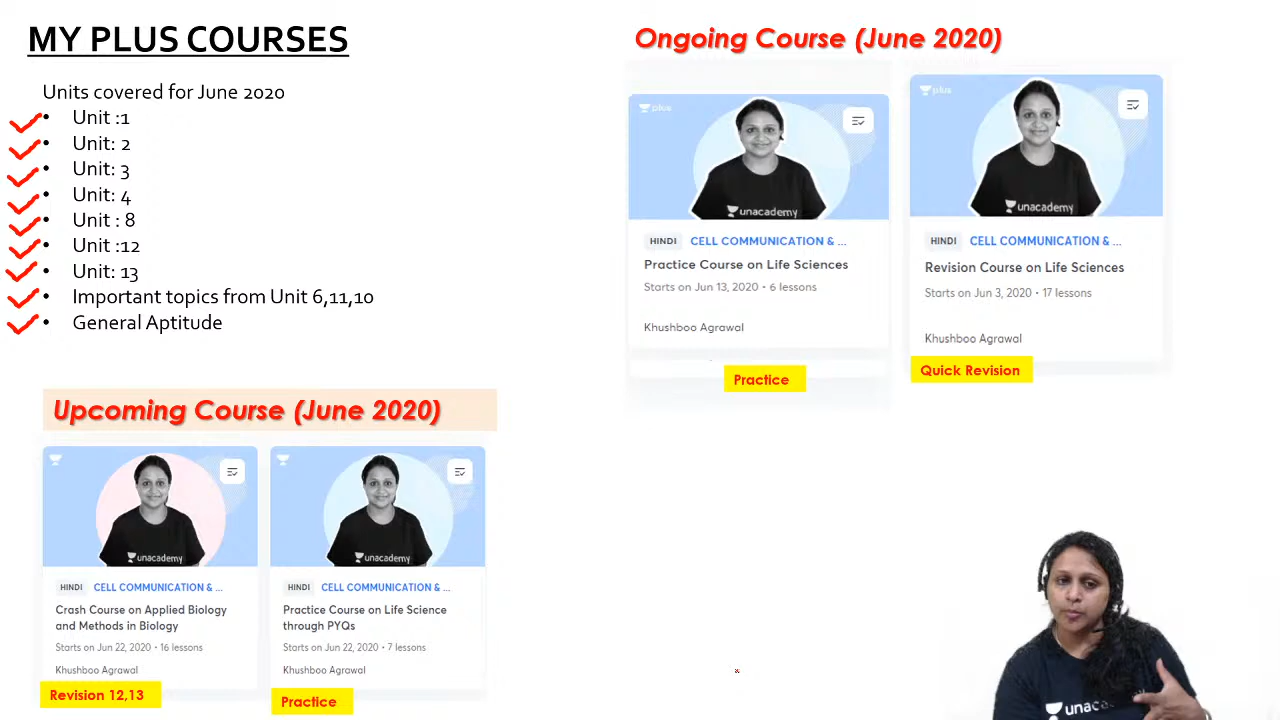 MY PLUS COURSES
Units covered for June 2020
• Unit :1
• Unit: 2
• Unit: 3
• Unit: 4
• Unit : 8
• Unit :12
• Unit: 13
• Important topics from Unit 6,11,10
• General Aptitude
Ongoing Course (June 2020)
plus
unacademy
HINDI CELL COMMUNICATION & ...
Practice Course on Life Sciences
Starts on Jun 13, 2020 • 6 lessons
Khushboo Agrawal
Practice
plus
unacademy
HINDI CELL COMMUNICATION & ...
Revision Course on Life Sciences
Starts on Jun 3, 2020 • 17 lessons
Khushboo Agrawal
Quick Revision
Upcoming Course (June 2020)
unacademy
HINDI CELL COMMUNICATION & ...
Crash Course on Applied Biology
and Methods in Biology
Starts on Jun 22, 2020 • 16 lessons
Khushboo Agrawal
Revision 12,13
unacademy
HINDI CELL COMMUNICATION & ...
Practice Course on Life Science
through PYQs
Starts on Jun 22, 2020 • 7 lessons
Khushboo Agrawal
Practice
unaca